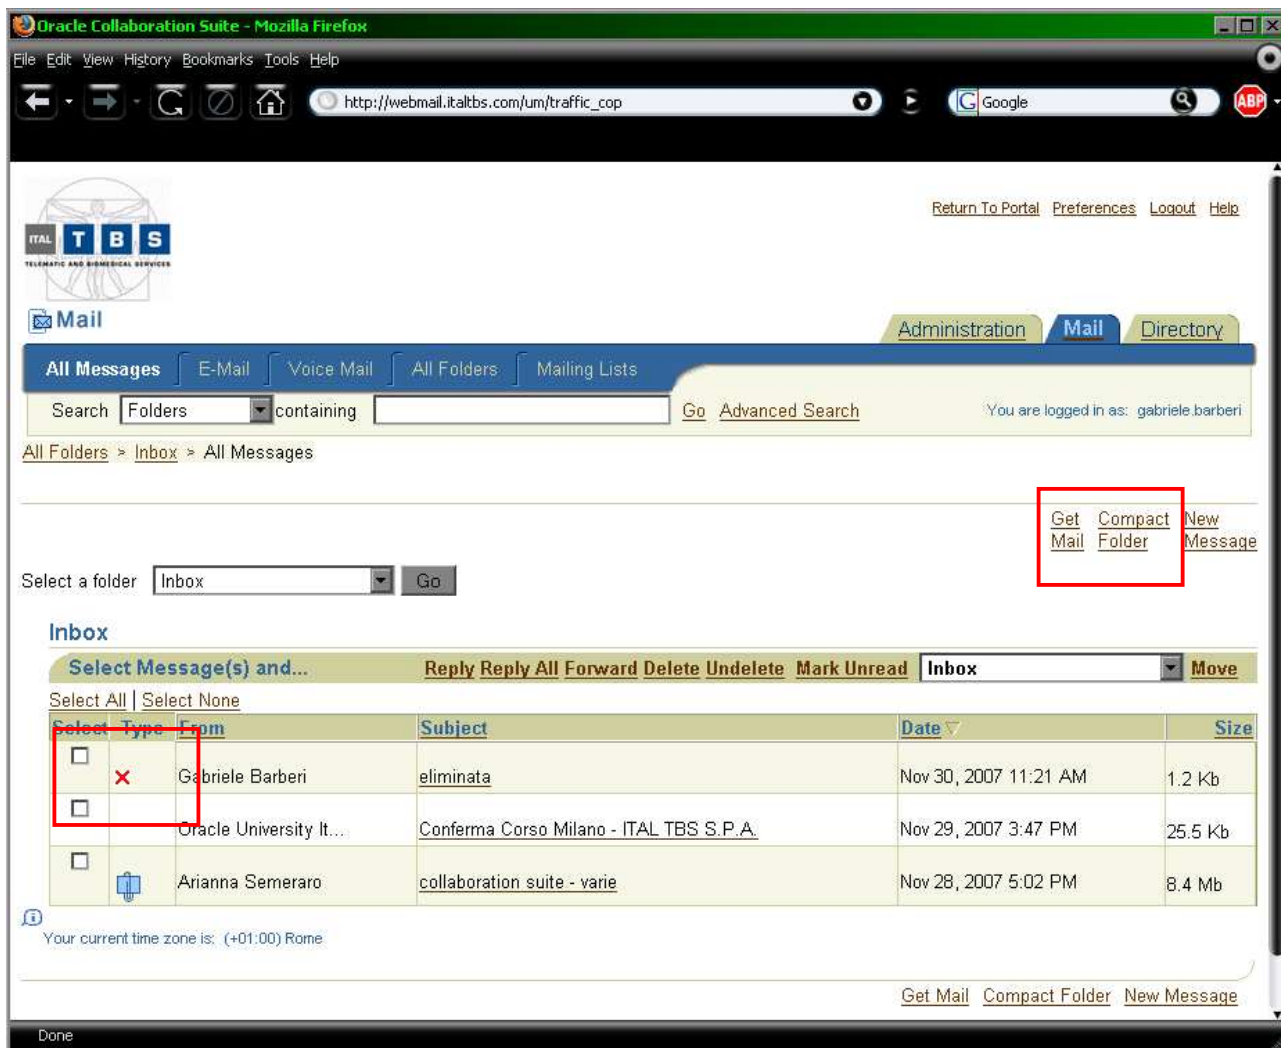 Oracle Collaboration Suite - Mozilla Firefox
File Edit View History Bookmarks Tools Help
http://webmail.italtbs.com/um/traffic_cop
G Google
ABP
Return To Portal Preferences Logout Help
ITAL T B S
TELEMATIC AND BIOMEDICAL SERVICES
Mail
Administration Mail Directory
All Messages E-Mail Voice Mail All Folders Mailing Lists
Search Folders containing Go Advanced Search You are logged in as: gabriele.barberi
All Folders > Inbox > All Messages
Get Compact New
Mail Folder Message
Select a folder Inbox Go
Inbox
Select Message(s) and... Reply Reply All Forward Delete Undelete Mark Unread Inbox Move
Select All | Select None
Select Type From Subject Date Size
Gabriele Barberi eliminata Nov 30, 2007 11:21 AM 1.2 Kb
Oracle University It... Conferma Corso Milano - ITAL TBS S.P.A. Nov 29, 2007 3:47 PM 25.5 Kb
Arianna Semeraro collaboration suite - varie Nov 28, 2007 5:02 PM 8.4 Mb
Your current time zone is: (+01:00) Rome
Get Mail Compact Folder New Message
Done